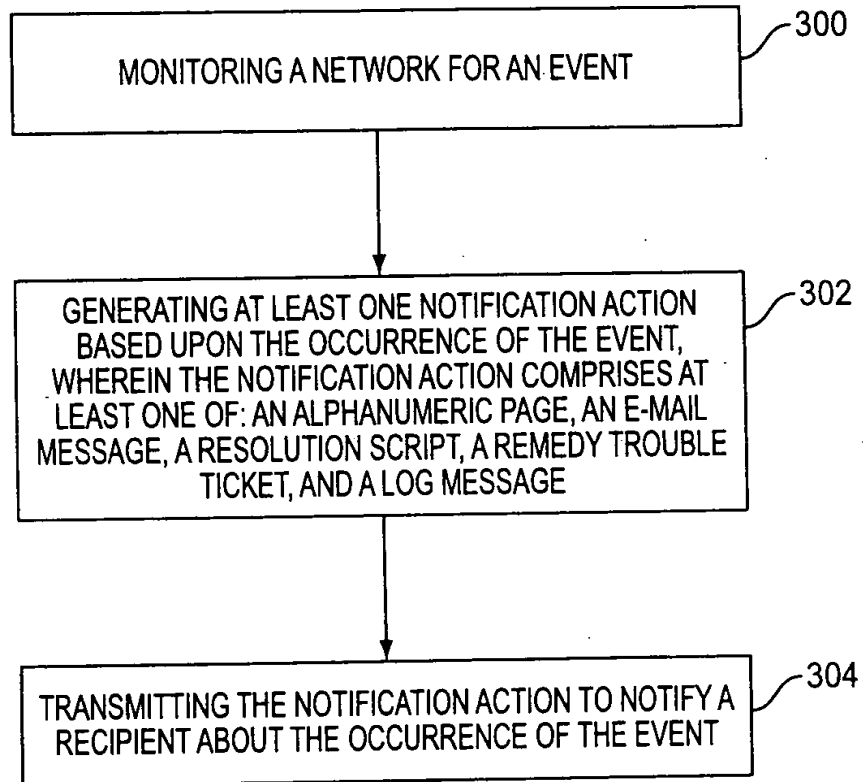 300
MONITORING A NETWORK FOR AN EVENT
302
GENERATING AT LEAST ONE NOTIFICATION ACTION
BASED UPON THE OCCURRENCE OF THE EVENT,
WHEREIN THE NOTIFICATION ACTION COMPRISES AT
LEAST ONE OF: AN ALPHANUMERIC PAGE, AN E-MAIL
MESSAGE, A RESOLUTION SCRIPT, A REMEDY TROUBLE
TICKET, AND A LOG MESSAGE
304
TRANSMITTING THE NOTIFICATION ACTION TO NOTIFY A
RECIPIENT ABOUT THE OCCURRENCE OF THE EVENT